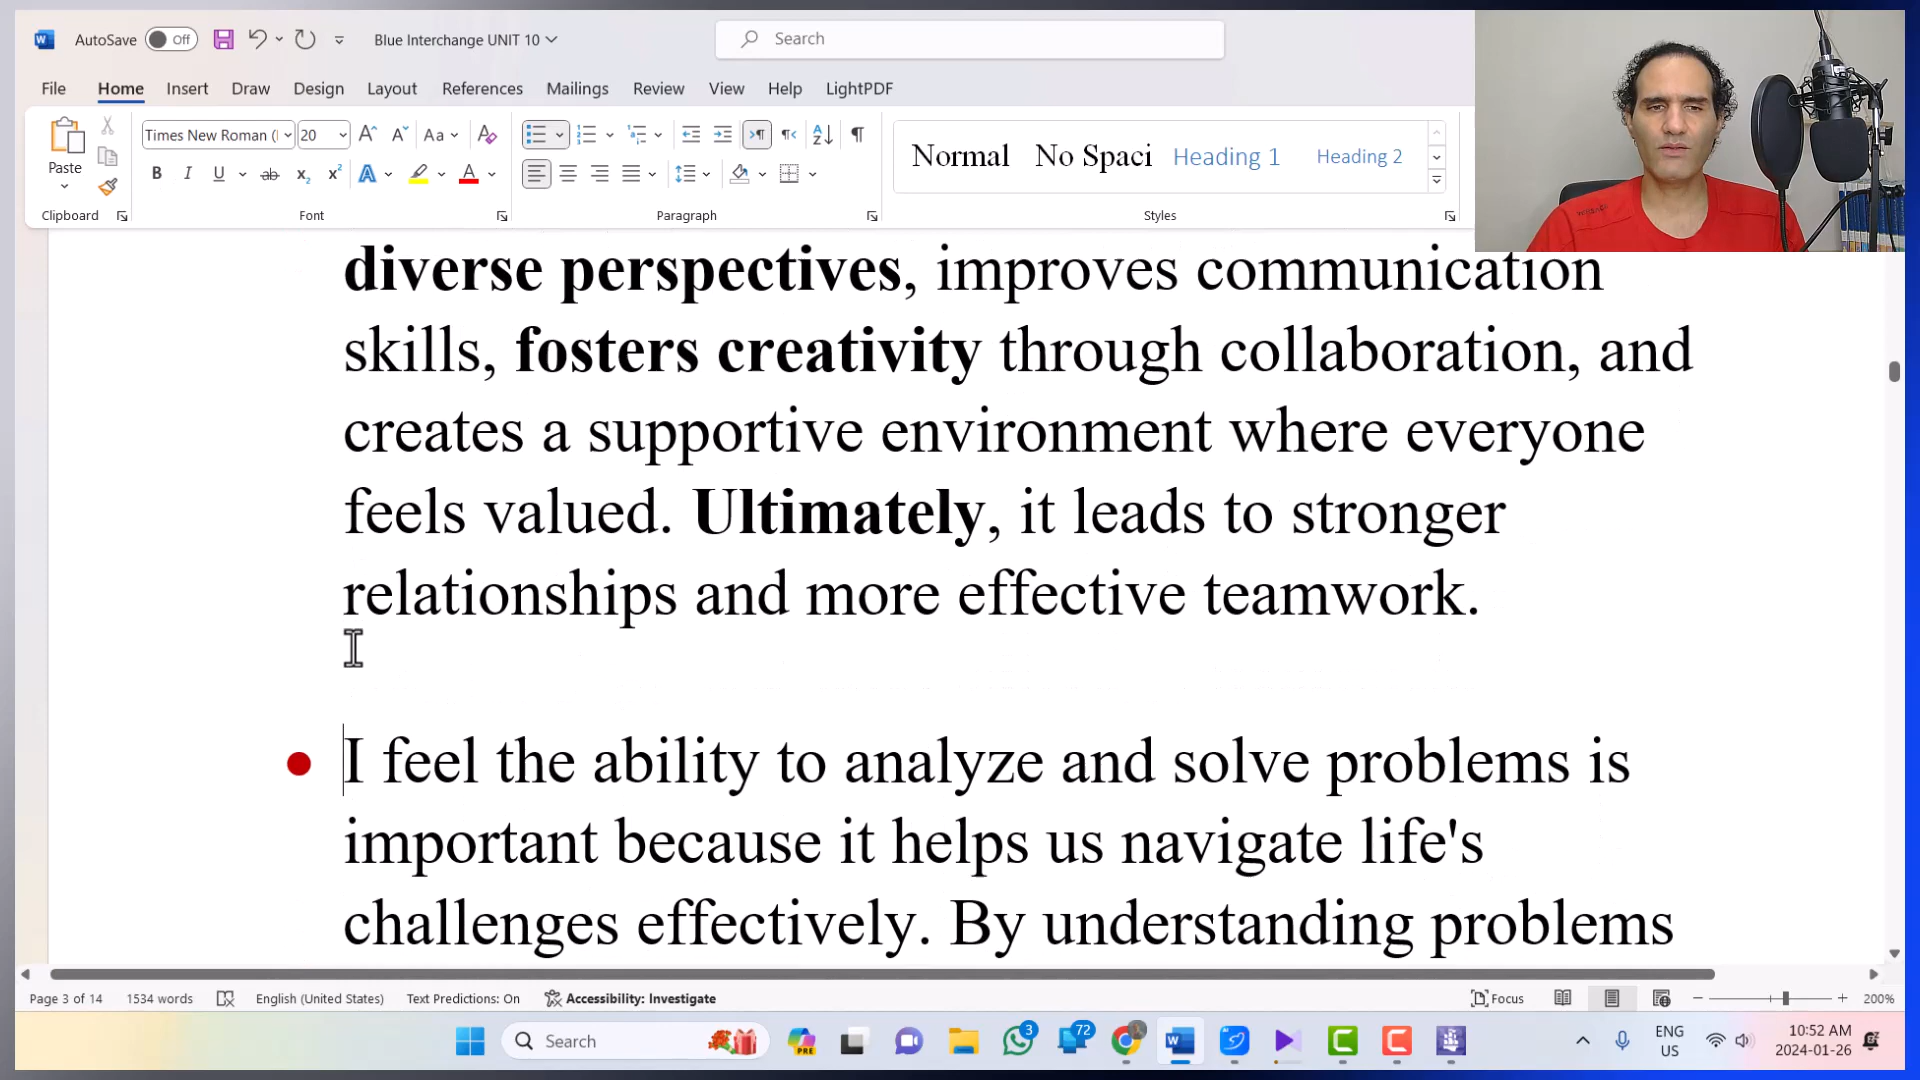 AutoSave Off Blue Interchange UNIT 10 Search
File Home Insert Draw Design Layout References Mailings Review View Help LightPDF
Paste Times New Roman ( 20 Normal No Spaci Heading 1 Heading 2
Clipboard Font Paragraph Styles
diverse perspectives, improves communication
skills, fosters creativity through collaboration, and
creates a supportive environment where everyone
feels valued. Ultimately, it leads to stronger
relationships and more effective teamwork.
I feel the ability to analyze and solve problems is
important because it helps us navigate life's
challenges effectively. By understanding problems
Page 3 of 14 1534 words English (United States) Text Predictions: On Accessibility: Investigate Focus 200%
Search PRE 3 72 ENG US 10:52 AM 2024-01-26